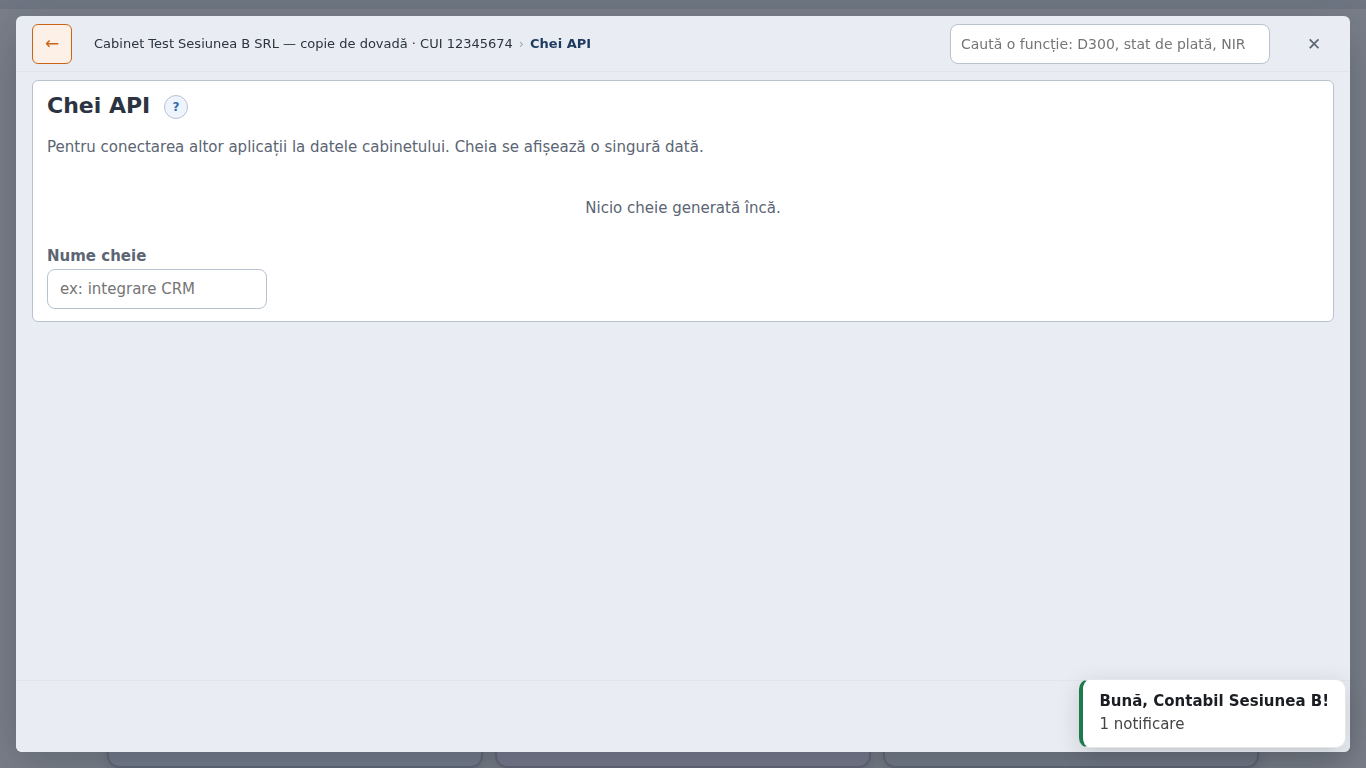 ←
Cabinet Test Sesiunea B SRL — copie de dovadă · CUI 12345674 › Chei API
Caută o funcție: D300, stat de plată, NIR
✕
Chei API ?
Pentru conectarea altor aplicații la datele cabinetului. Cheia se afișează o singură dată.
Nicio cheie generată încă.
Nume cheie
ex: integrare CRM
Bună, Contabil Sesiunea B!
1 notificare